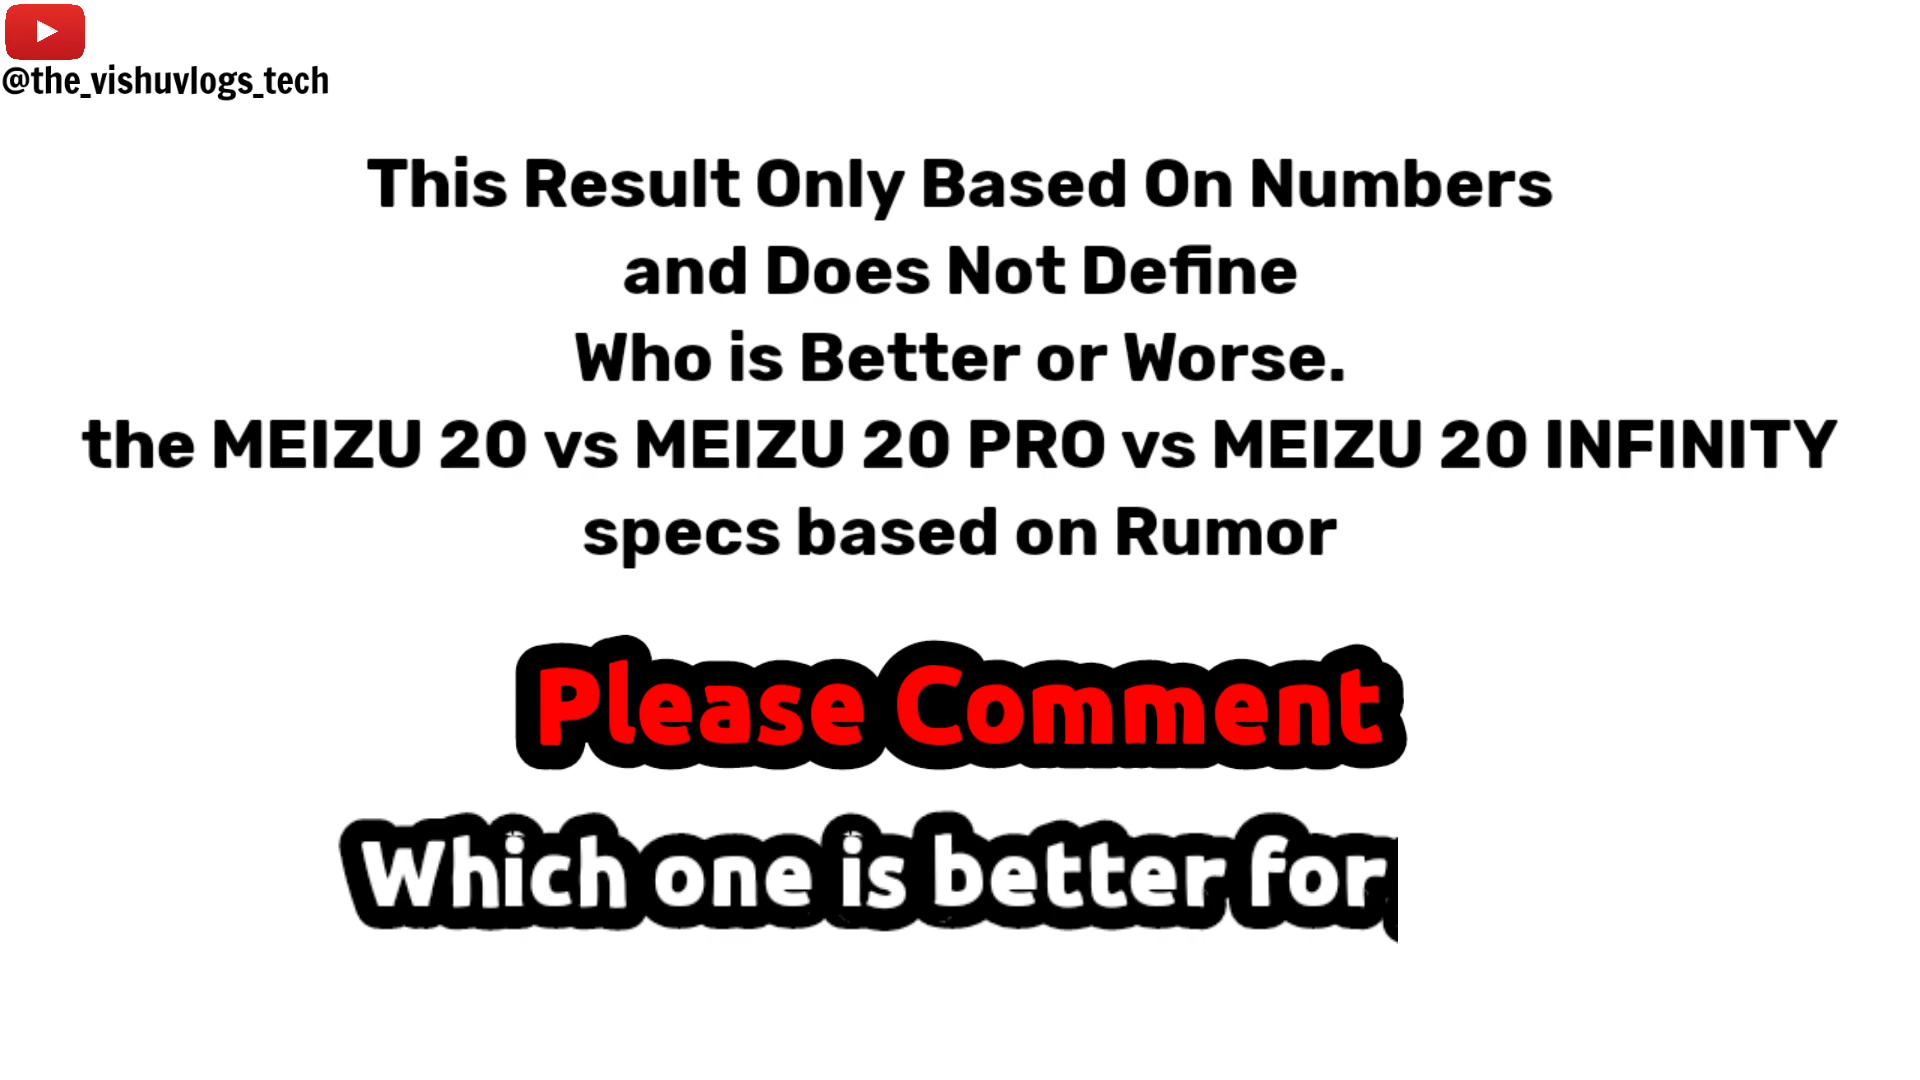 @the_vishuvlogs_tech
This Result Only Based On Numbers
and Does Not Define
Who is Better or Worse.
the MEIZU 20 vs MEIZU 20 PRO vs MEIZU 20 INFINITY
specs based on Rumor
Please Comment
Which one is better for